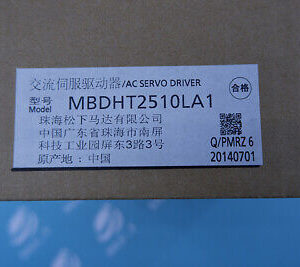 交流伺服驱动器/AC SERVO DRIVER
型号 Model MBDHT2510LA1
合格
珠海松下马达有限公司
中国广东省珠海市南屏
科技工业园屏东3路3号
原产地:中国
Q/PMRZ 6
20140701